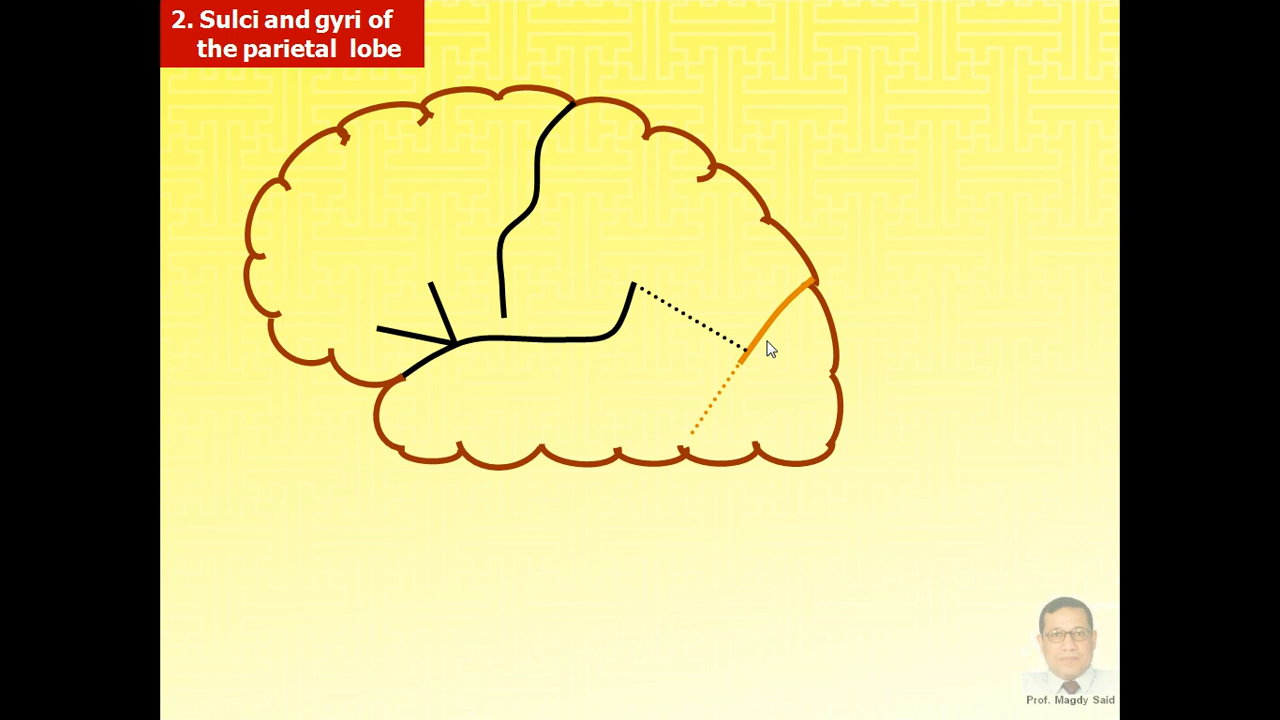 2. Sulci and gyri of
the parietal lobe
Prof. Magdy Said